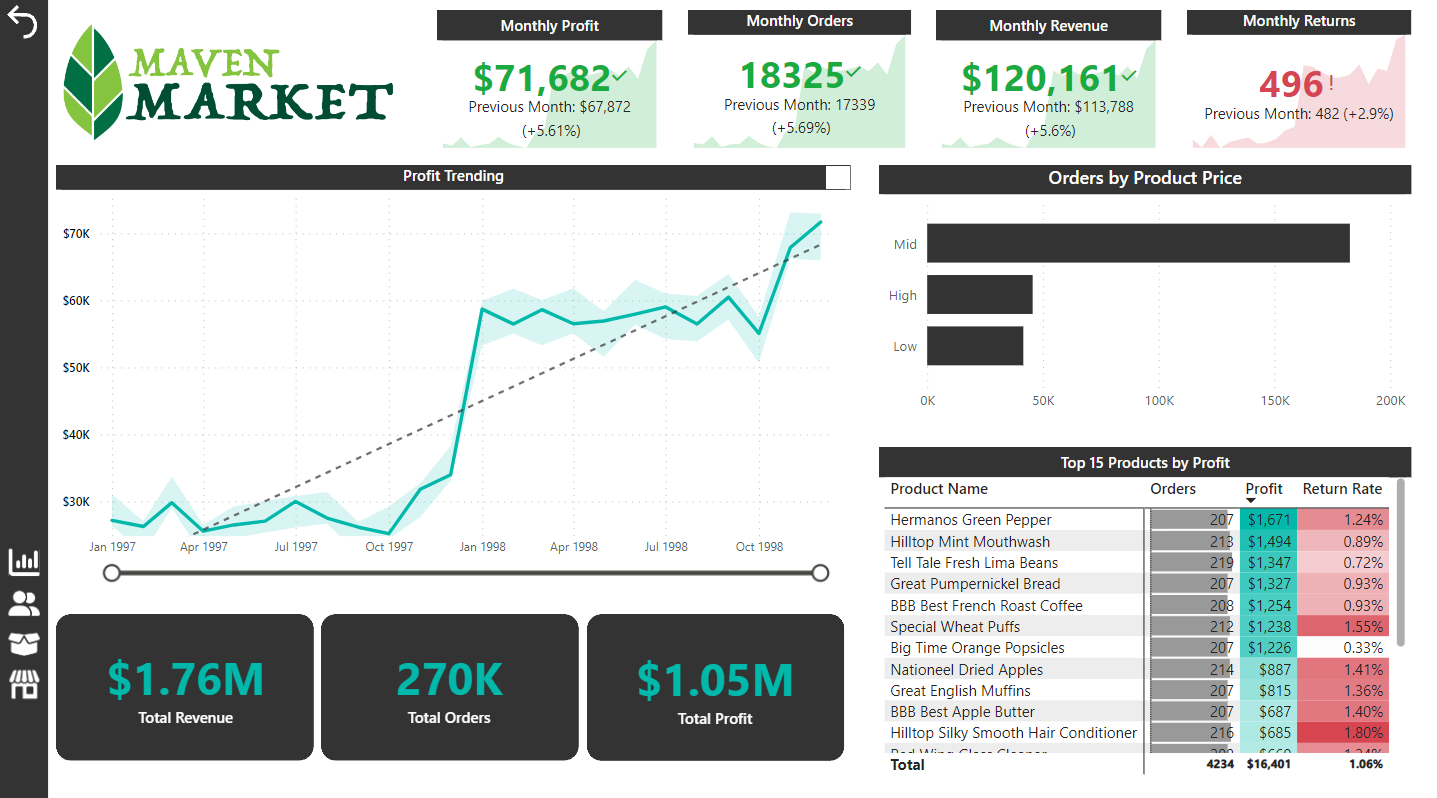 MAVEN
MARKET
Monthly Profit
$71,682
Previous Month: $67,872
(+5.61%)
Monthly Orders
18325
Previous Month: 17339
(+5.69%)
Monthly Revenue
$120,161
Previous Month: $113,788
(+5.6%)
Monthly Returns
496 !
Previous Month: 482 (+2.9%)
Profit Trending
$70K
$60K
$50K
$40K
$30K
Jan 1997 Apr 1997 Jul 1997 Oct 1997 Jan 1998 Apr 1998 Jul 1998 Oct 1998
$1.76M
Total Revenue
270K
Total Orders
$1.05M
Total Profit
Orders by Product Price
Mid
High
Low
0K 50K 100K 150K 200K
Top 15 Products by Profit
Product Name Orders Profit Return Rate
Hermanos Green Pepper 207 $1,671 1.24%
Hilltop Mint Mouthwash 213 $1,494 0.89%
Tell Tale Fresh Lima Beans 219 $1,347 0.72%
Great Pumpernickel Bread 207 $1,327 0.93%
BBB Best French Roast Coffee 208 $1,254 0.93%
Special Wheat Puffs 212 $1,238 1.55%
Big Time Orange Popsicles 207 $1,226 0.33%
Nationeel Dried Apples 214 $887 1.41%
Great English Muffins 207 $815 1.36%
BBB Best Apple Butter 207 $687 1.40%
Hilltop Silky Smooth Hair Conditioner 216 $685 1.80%
Total 4234 $16,401 1.06%